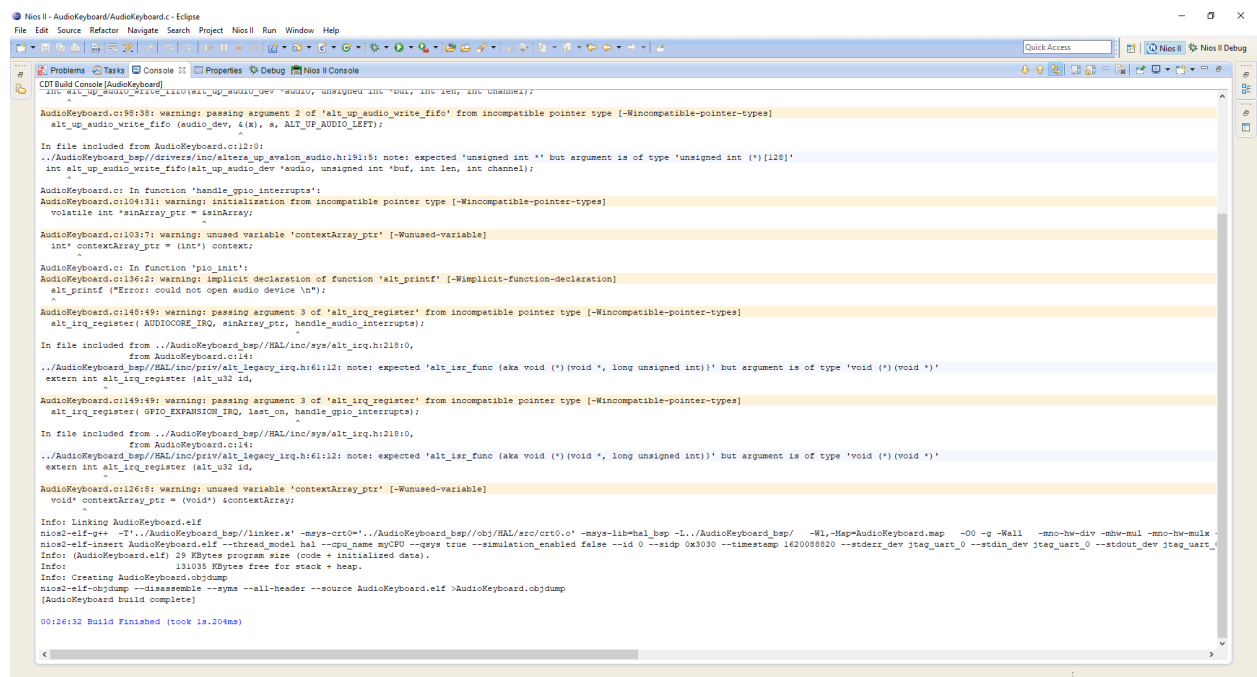 Nios II - AudioKeyboard/AudioKeyboard.c - Eclipse
File Edit Source Refactor Navigate Search Project Nios II Run Window Help
Quick Access
Nios II
Nios II Debug
Problems Tasks Console Properties Debug Nios II Console
CDT Build Console [AudioKeyboard]
int alt_up_audio_write_fifo(alt_up_audio_dev *audio, unsigned int *buf, int len, int channel);
^
AudioKeyboard.c:98:38: warning: passing argument 2 of 'alt_up_audio_write_fifo' from incompatible pointer type [-Wincompatible-pointer-types]
alt_up_audio_write_fifo (audio_dev, &(x), a, ALT_UP_AUDIO_LEFT);
^
In file included from AudioKeyboard.c:12:0:
../AudioKeyboard_bsp//drivers/inc/altera_up_avalon_audio.h:191:5: note: expected 'unsigned int *' but argument is of type 'unsigned int (*)[128]'
int alt_up_audio_write_fifo(alt_up_audio_dev *audio, unsigned int *buf, int len, int channel);
^
AudioKeyboard.c: In function 'handle_gpio_interrupts':
AudioKeyboard.c:104:31: warning: initialization from incompatible pointer type [-Wincompatible-pointer-types]
volatile int *sinArray_ptr = &sinArray;
^
AudioKeyboard.c:103:7: warning: unused variable 'contextArray_ptr' [-Wunused-variable]
int* contextArray_ptr = (int*) context;
^
AudioKeyboard.c: In function 'pio_init':
AudioKeyboard.c:136:2: warning: implicit declaration of function 'alt_printf' [-Wimplicit-function-declaration]
alt_printf ("Error: could not open audio device \n");
^
AudioKeyboard.c:148:49: warning: passing argument 3 of 'alt_irq_register' from incompatible pointer type [-Wincompatible-pointer-types]
alt_irq_register( AUDIOCORE_IRQ, sinArray_ptr, handle_audio_interrupts);
^
In file included from ../AudioKeyboard_bsp//HAL/inc/sys/alt_irq.h:218:0,
from AudioKeyboard.c:14:
../AudioKeyboard_bsp//HAL/inc/priv/alt_legacy_irq.h:61:12: note: expected 'alt_isr_func {aka void (*)(void *, long unsigned int)}' but argument is of type 'void (*)(void *)'
extern int alt_irq_register (alt_u32 id,
^
AudioKeyboard.c:149:49: warning: passing argument 3 of 'alt_irq_register' from incompatible pointer type [-Wincompatible-pointer-types]
alt_irq_register( GPIO_EXPANSION_IRQ, last_on, handle_gpio_interrupts);
^
In file included from ../AudioKeyboard_bsp//HAL/inc/sys/alt_irq.h:218:0,
from AudioKeyboard.c:14:
../AudioKeyboard_bsp//HAL/inc/priv/alt_legacy_irq.h:61:12: note: expected 'alt_isr_func {aka void (*)(void *, long unsigned int)}' but argument is of type 'void (*)(void *)'
extern int alt_irq_register (alt_u32 id,
^
AudioKeyboard.c:126:8: warning: unused variable 'contextArray_ptr' [-Wunused-variable]
void* contextArray_ptr = (void*) &contextArray;
^
Info: Linking AudioKeyboard.elf
nios2-elf-g++ -T'../AudioKeyboard_bsp//linker.x' -msys-crt0='../AudioKeyboard_bsp//obj/HAL/src/crt0.o' -msys-lib=hal_bsp -L../AudioKeyboard_bsp/ -Wl,-Map=AudioKeyboard.map -O0 -g -Wall -mno-hw-div -mhw-mul -mno-hw-mulx -
nios2-elf-insert AudioKeyboard.elf --thread_model hal --cpu_name myCPU --qsys true --simulation_enabled false --id 0 --sidp 0x3030 --timestamp 1620088820 --stderr_dev jtag_uart_0 --stdin_dev jtag_uart_0 --stdout_dev jtag_uart_0
Info: (AudioKeyboard.elf) 29 KBytes program size (code + initialized data).
Info: 131035 KBytes free for stack + heap.
Info: Creating AudioKeyboard.objdump
nios2-elf-objdump --disassemble --syms --all-header --source AudioKeyboard.elf >AudioKeyboard.objdump
[AudioKeyboard build complete]
00:26:32 Build Finished (took 1s.204ms)